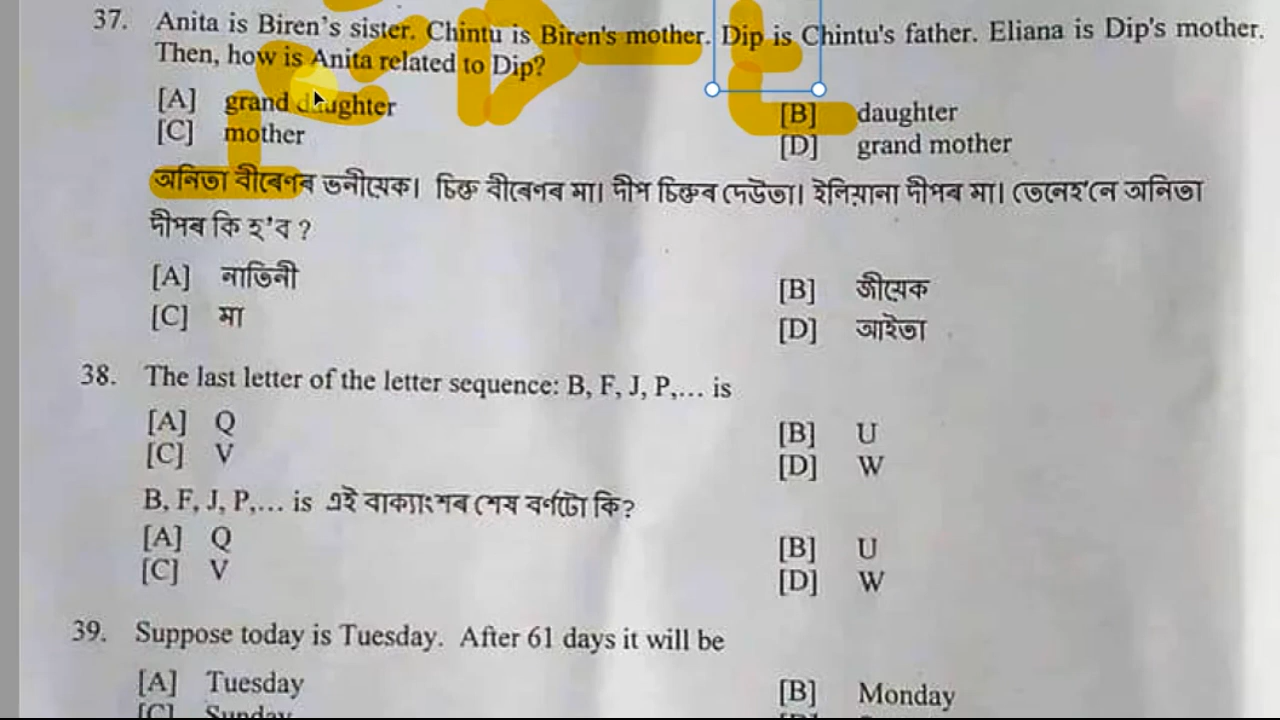 37. Anita is Biren's sister. Chintu is Biren's mother. Dip is Chintu's father. Eliana is Dip's mother.
Then, how is Anita related to Dip?
[A] grand daughter [B] daughter
[C] mother [D] grand mother
অনিতা বীৰেণৰ ভনীয়েক। চিন্তু বীৰেণৰ মা। দীপ চিন্তুৰ দেউতা। ইলিয়ানা দীপৰ মা। তেনেহ'লে অনিতা
দীপৰ কি হ'ব ?
[A] নাতিনী [B] জীয়েক
[C] মা [D] আইতা
38. The last letter of the letter sequence: B, F, J, P,... is
[A] Q [B] U
[C] V [D] W
B, F, J, P,... is এই বাক্যাংশৰ শেষ বৰ্ণটো কি?
[A] Q [B] U
[C] V [D] W
39. Suppose today is Tuesday. After 61 days it will be
[A] Tuesday [B] Monday
[C] Sunday